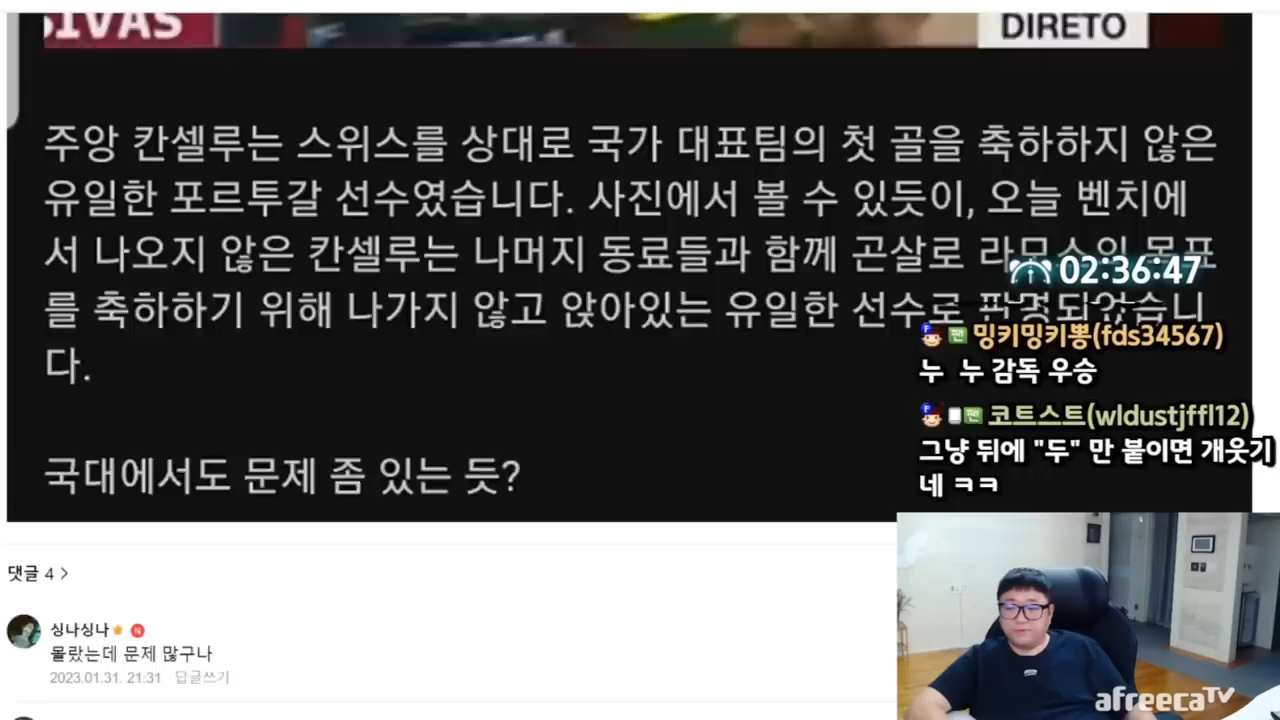 SIVAS
DIRETO
주앙 칸셀루는 스위스를 상대로 국가 대표팀의 첫 골을 축하하지 않은
유일한 포르투갈 선수였습니다. 사진에서 볼 수 있듯이, 오늘 벤치에
서 나오지 않은 칸셀루는 나머지 동료들과 함께 곤살로 라모스의 목표
를 축하하기 위해 나가지 않고 앉아있는 유일한 선수로 판명되었습니
다.
국대에서도 문제 좀 있는 듯?
02:36:47
밍키밍키뽕(fds34567)
누 누 감독 우승
코트스트(wldustjffl12)
그냥 뒤에 "두" 만 붙이면 개웃기
네 ㅋㅋ
댓글 4 >
싱나싱나 N
몰랐는데 문제 많구나
2023.01.31. 21:31 답글쓰기
afreecaTV